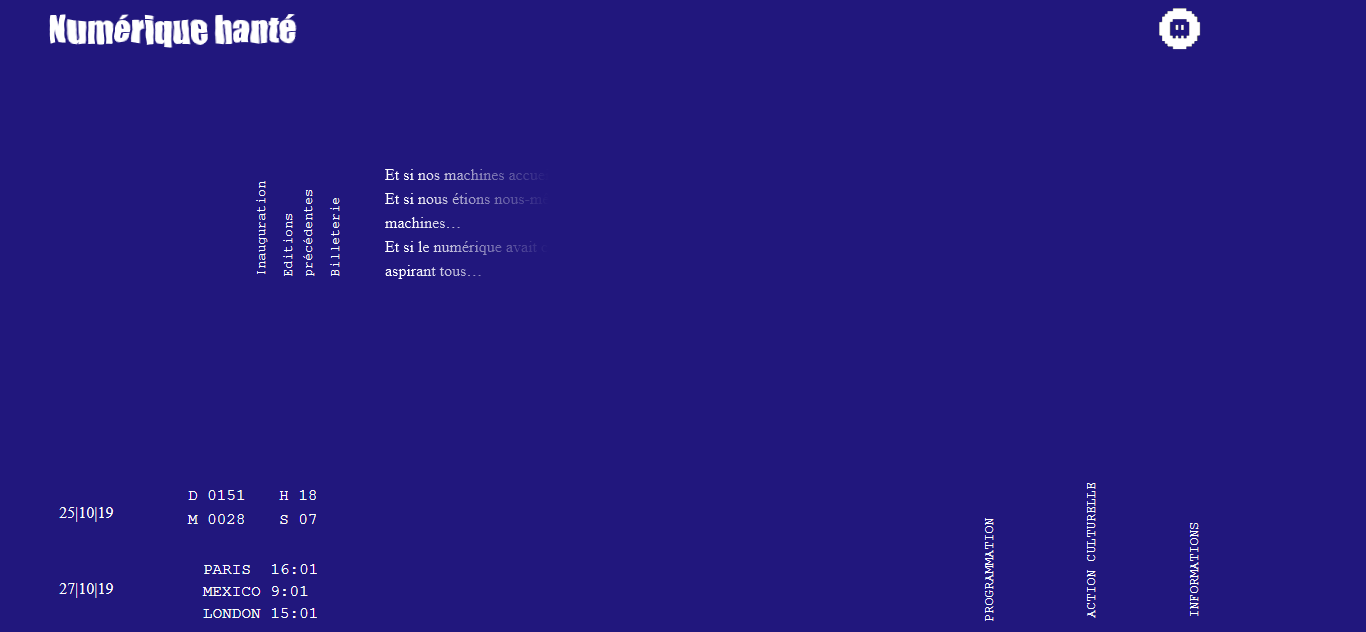 Numérique hanté
Inauguration
Editions
précédentes
Billeterie
Et si nos machines
Et si nous étions
machines…
Et si le numérique avait
aspirant tous…
25|10|19
D 0151 H 18
M 0028 S 07
27|10|19
PARIS 16:01
MEXICO 9:01
LONDON 15:01
PROGRAMMATION
ACTION CULTURELLE
INFORMATIONS